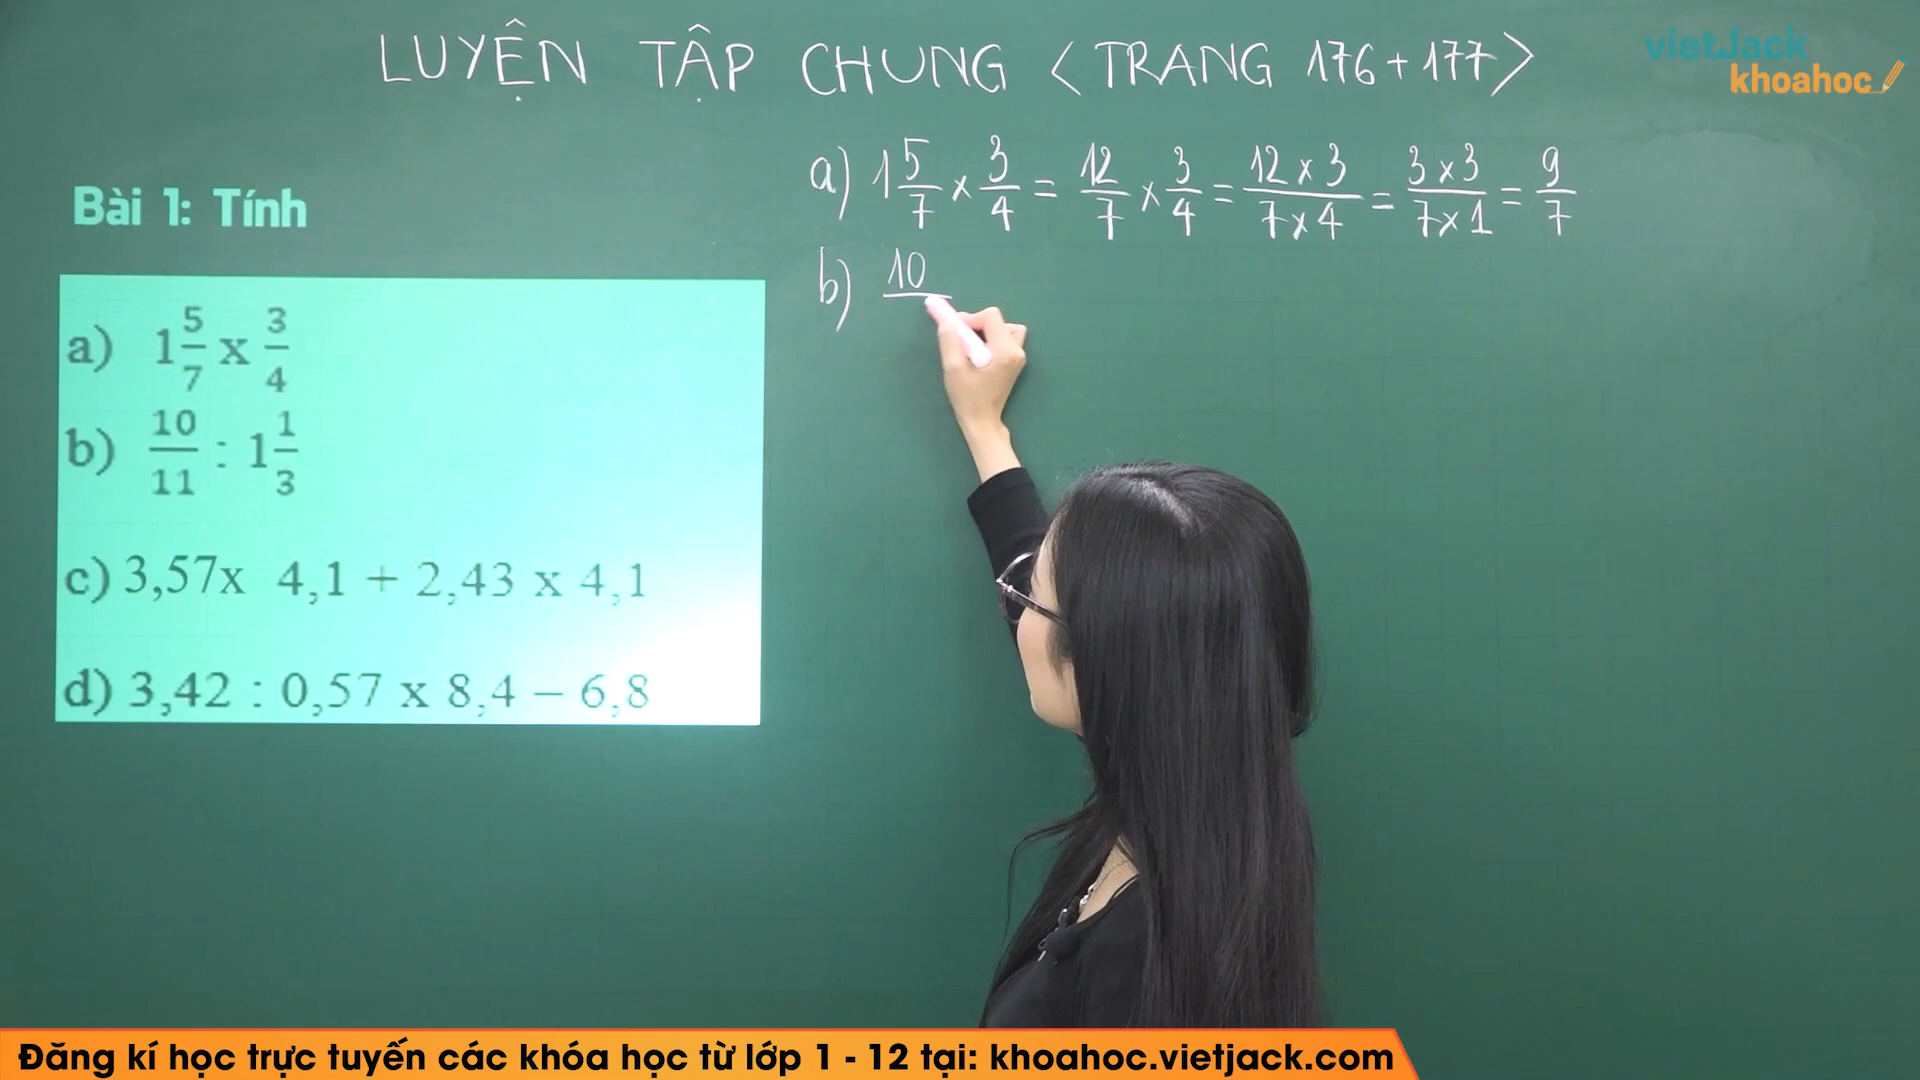 LUYỆN TẬP CHUNG <TRANG 176+177>
vietJack
khoahoc
Bài 1: Tính
a) 1 5/7 x 3/4
b) 10/11 : 1 1/3
c) 3,57x 4,1 + 2,43 x 4,1
d) 3,42 : 0,57 x 8,4 – 6,8
a) 1 5/7 x 3/4 = 12/7 x 3/4 = 12 x 3/7 x 4 = 3 x 3/7 x 1 = 9/7
b) 10
Đăng kí học trực tuyến các khóa học từ lớp 1 - 12 tại: khoahoc.vietjack.com